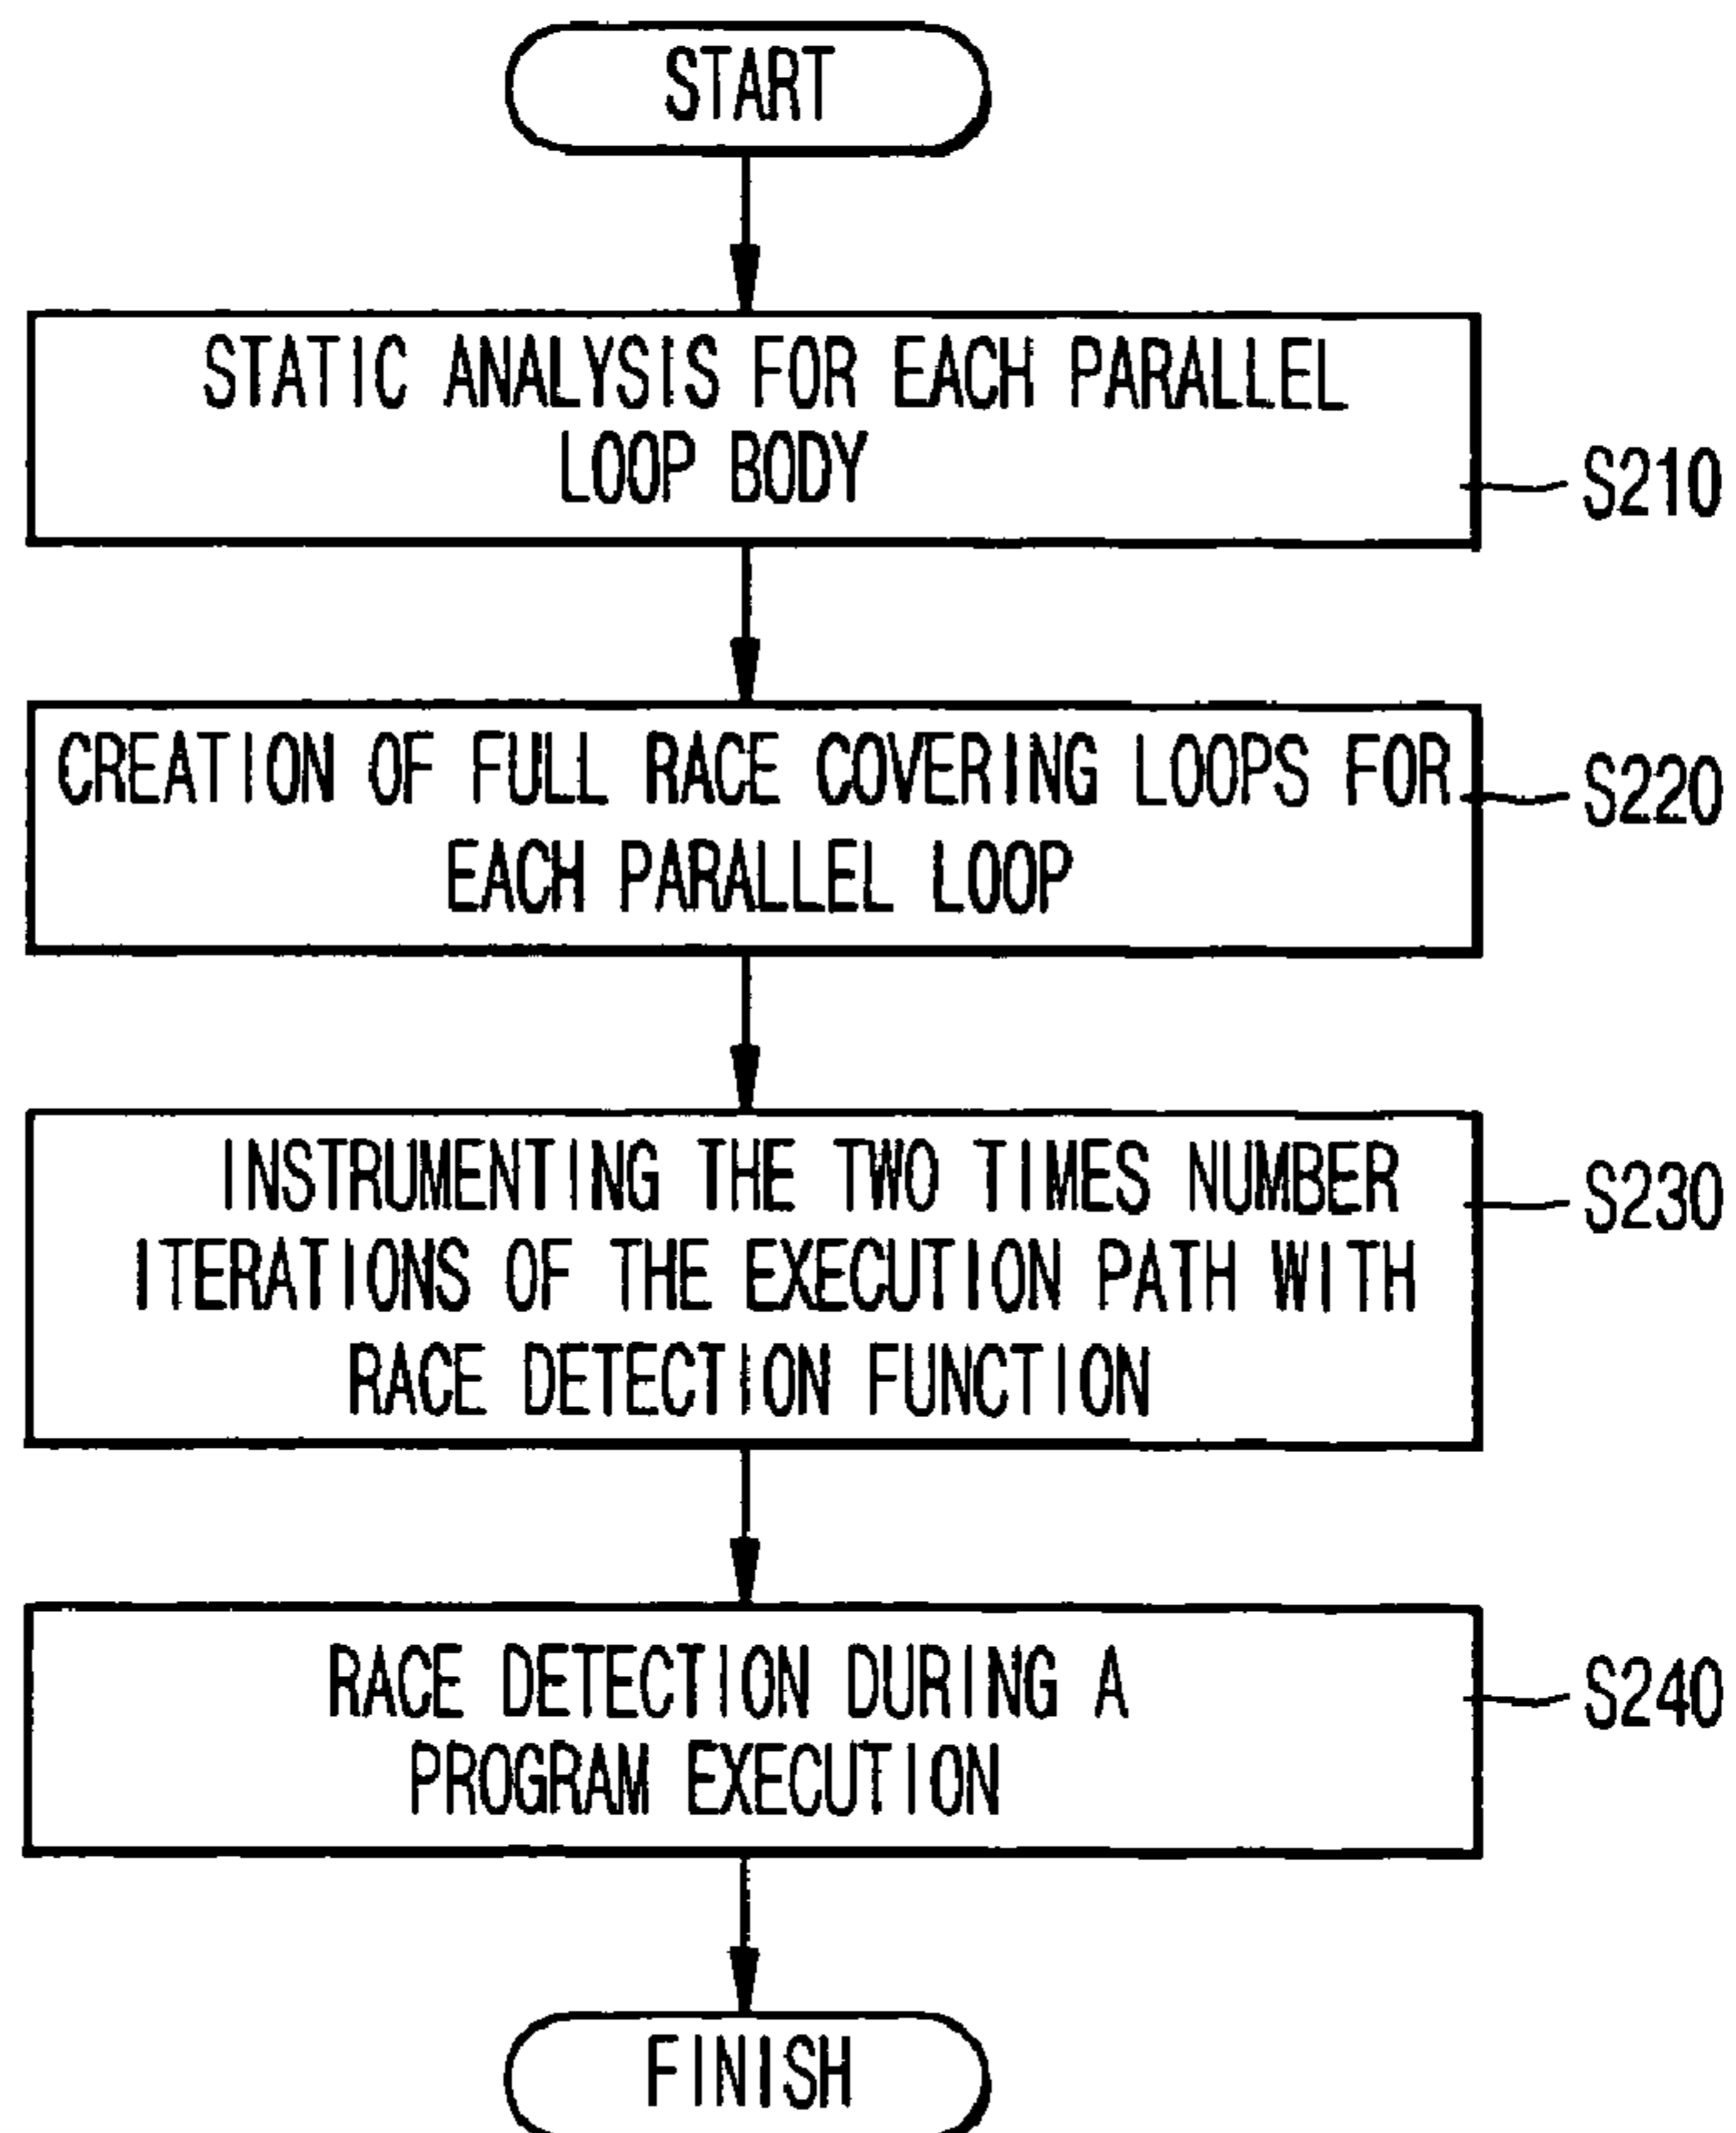 START
STATIC ANALYSIS FOR EACH PARALLEL
LOOP BODY
S210
CREATION OF FULL RACE COVERING LOOPS FOR
EACH PARALLEL LOOP
S220
INSTRUMENTING THE TWO TIMES NUMBER
ITERATIONS OF THE EXECUTION PATH WITH
RACE DETECTION FUNCTION
S230
RACE DETECTION DURING A
PROGRAM EXECUTION
S240
FINISH